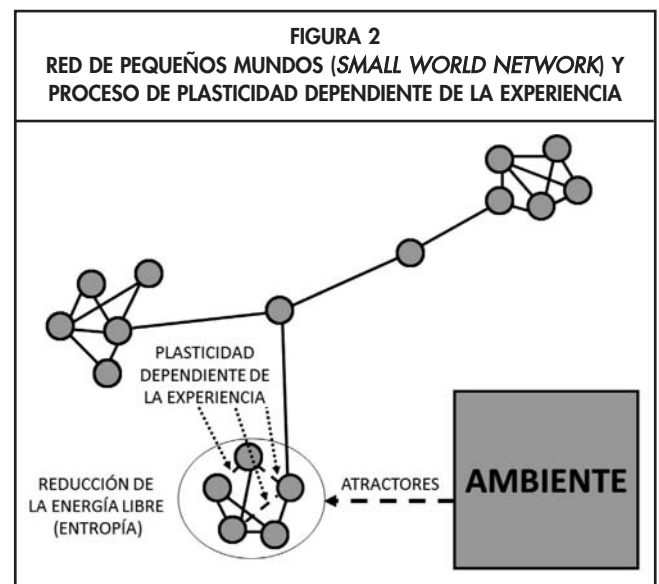 FIGURA 2
RED DE PEQUEÑOS MUNDOS (SMALL WORLD NETWORK) Y
PROCESO DE PLASTICIDAD DEPENDIENTE DE LA EXPERIENCIA
PLASTICIDAD
DEPENDIENTE DE
LA EXPERIENCIA
REDUCCIÓN DE
LA ENERGÍA LIBRE
(ENTROPÍA)
ATRACTORES
AMBIENTE